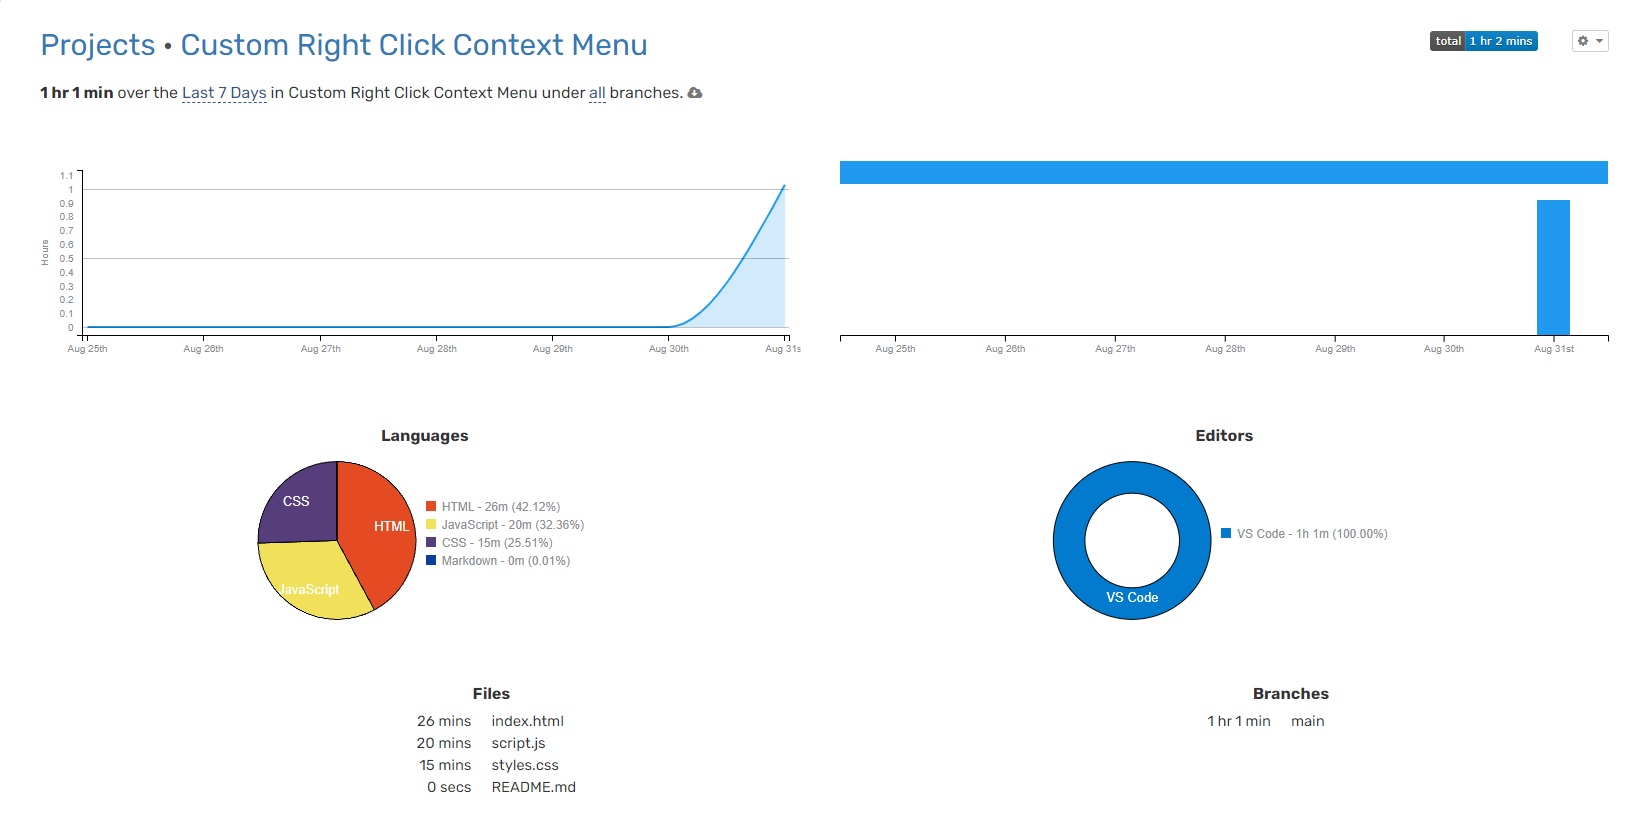 Projects • Custom Right Click Context Menu
total 1 hr 2 mins
1 hr 1 min over the Last 7 Days in Custom Right Click Context Menu under all branches.
Hours
1.1
1
0.9
0.8
0.7
0.6
0.5
0.4
0.3
0.2
0.1
0
Aug 25th Aug 26th Aug 27th Aug 28th Aug 29th Aug 30th Aug 31s
Aug 25th Aug 26th Aug 27th Aug 28th Aug 29th Aug 30th Aug 31st
Languages
CSS
HTML
JavaScript
HTML - 26m (42.12%)
JavaScript - 20m (32.36%)
CSS - 15m (25.51%)
Markdown - 0m (0.01%)
Editors
VS Code
VS Code - 1h 1m (100.00%)
Files
26 mins index.html
20 mins script.js
15 mins styles.css
0 secs README.md
Branches
1 hr 1 min main